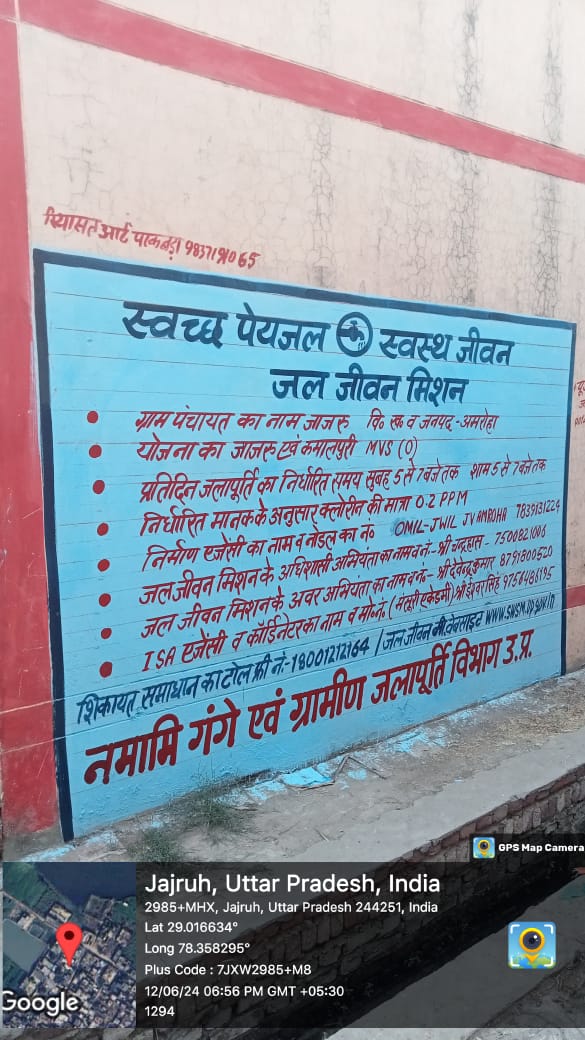 रियासत आर्ट पाकबड़ा
स्वच्छ पेयजल स्वस्थ जीवन
जल जीवन मिशन
ग्राम पंचायत का नाम जाजरू वि० ख० व जनपद - अमरोहा
योजना का जाजरू एवं कमालपुरी MVS (O)
प्रतिदिन जलापूर्ति का निर्धारित समय सुबह 5 से 7 बजे तक शाम 5 से 7 बजे तक
निर्धारित मानक के अनुसार क्लोरीन की मात्रा 0.2 PPM
निर्माण एजेंसी का नाम व नोडल का नं० OMIL-JWIL JV AMROHA 7839131224
जल जीवन मिशन के अधिशासी अभियंता का नाम व नं:- श्री चन्द्रहास - 7500821006
जल जीवन मिशन के अवर अभियंता का नाम व नं०- श्री देवेन्द्र कुमार 8791800520
ISA एजेंसी व कॉर्डिनेटर का नाम व मो०नं० (एकेडमी) श्री ईश्वर सिंह 9756486195
शिकायत समाधान का टोल फ्री नं:- 18001212164 / जल जीवन की वेबसाइट www.swsm.up.gov.in
नमामि गंगे एवं ग्रामीण जलापूर्ति विभाग उ.प्र.
GPS Map Camera
Jajruh, Uttar Pradesh, India
2985+MHX, Jajruh, Uttar Pradesh 244251, India
Lat 29.016634°
Long 78.358295°
Plus Code : 7JXW2985+M8
12/06/24 06:56 PM GMT +05:30
1294
Google